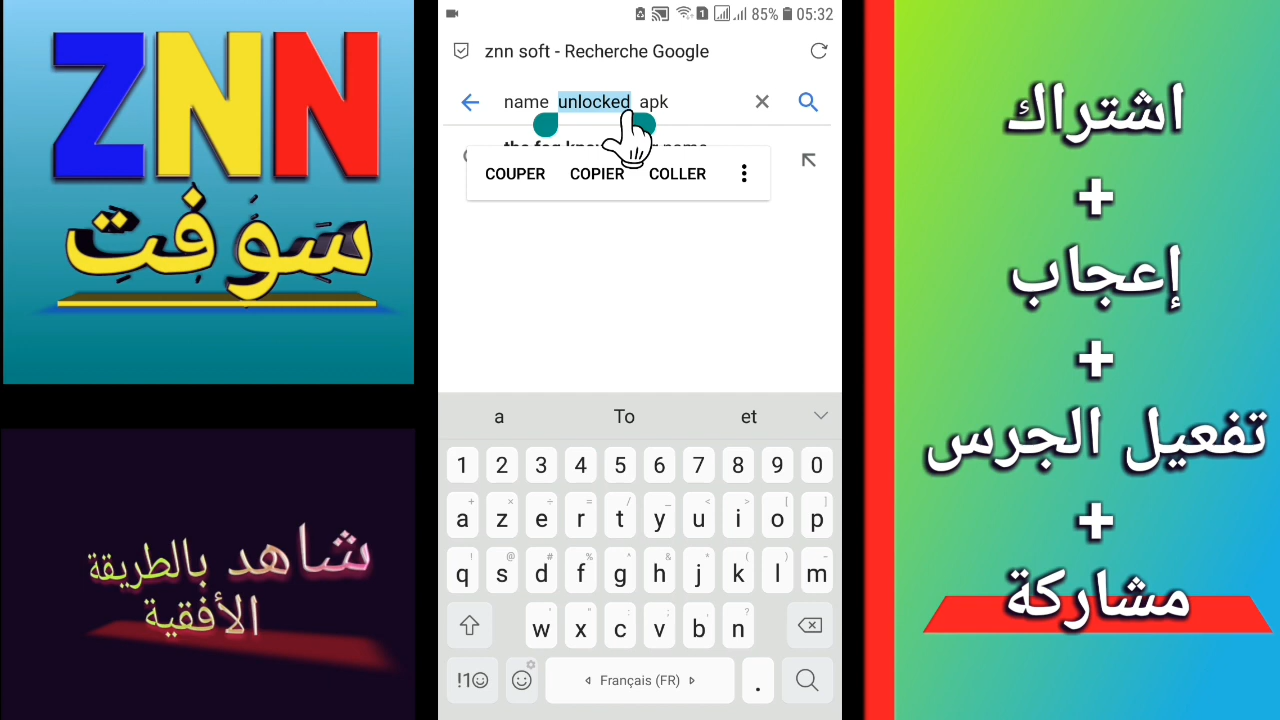 ZNN
سَوُفِتِ
شاهد بالطريقة
الأفقية
1
85%
05:32
znn soft - Recherche Google
name unlocked apk
COUPER COPIER COLLER
a To et
1 2 3 4 5 6 7 8 9 0
+ × ÷ = / _ < > [ ]
a z e r t y u i o p
! @ # % ^ & * ( ) -
q s d f g h j k l m
' " : ; , ?
w x c v b n
!1☺ Français (FR) .
اشتراك
+
إعجاب
+
تفعيل الجرس
+
مشاركة